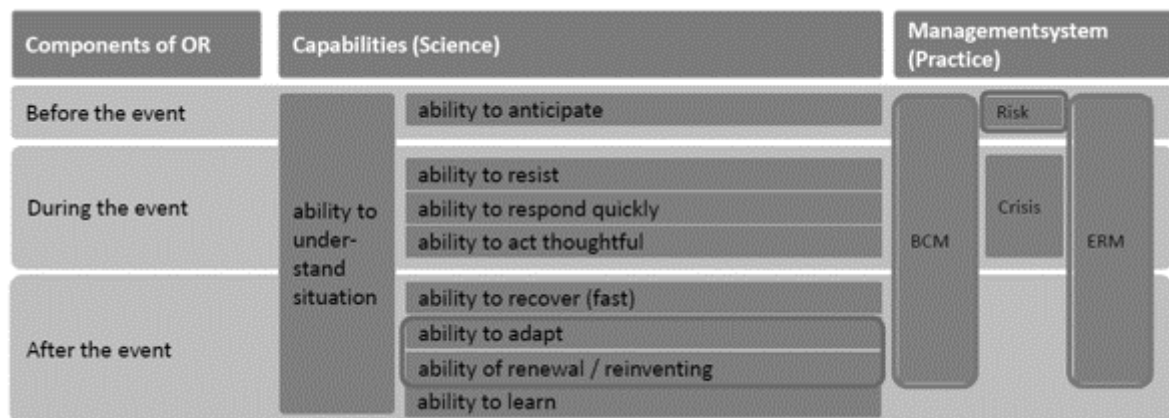 Components of OR
Capabilities (Science)
Managementsystem
(Practice)
Before the event
ability to anticipate
Risk
During the event
ability to
under-
stand
situation
ability to resist
ability to respond quickly
ability to act thoughtful
BCM
Crisis
ERM
After the event
ability to recover (fast)
ability to adapt
ability of renewal / reinventing
ability to learn